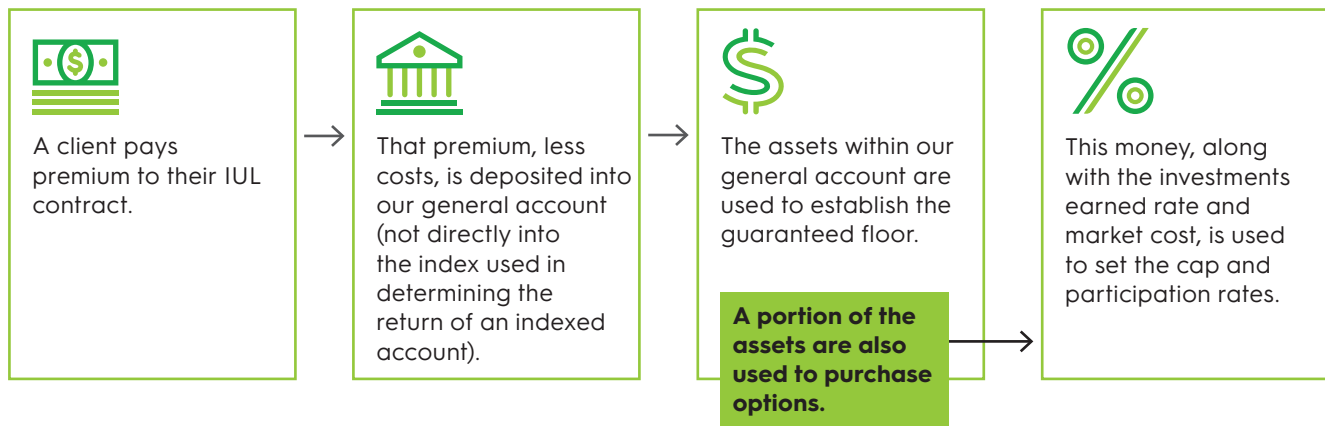 A client pays
premium to their IUL
contract.
That premium, less
costs, is deposited into
our general account
(not directly into
the index used in
determining the
return of an indexed
account).
The assets within our
general account are
used to establish the
guaranteed floor.
A portion of the
assets are also
used to purchase
options.
This money, along
with the investments
earned rate and
market cost, is used
to set the cap and
participation rates.